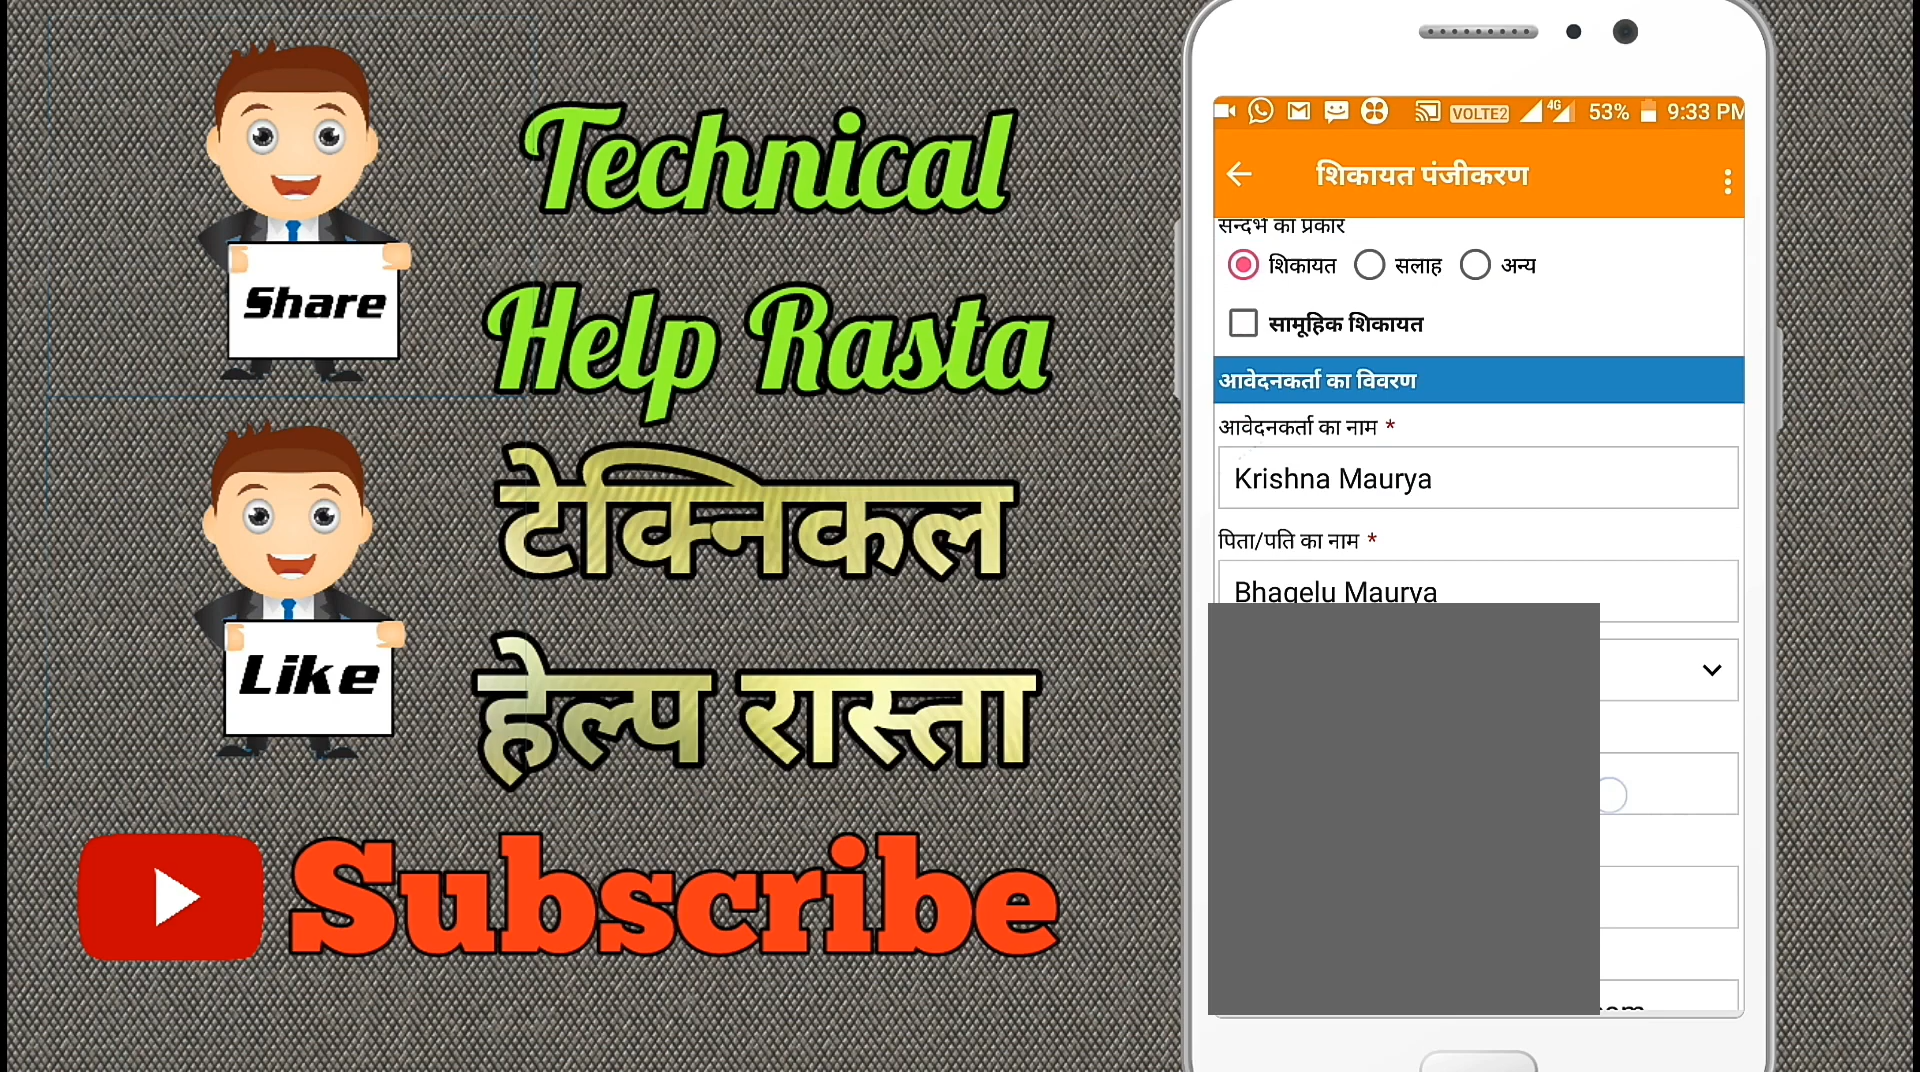 Share
Technical
Help Rasta
Like
टेक्निकल
हेल्प रास्ता
Subscribe
VOLTE2 4G 53% 9:33 PM
शिकायत पंजीकरण
सन्दर्भ का प्रकार
शिकायत सलाह अन्य
सामूहिक शिकायत
आवेदनकर्ता का विवरण
आवेदनकर्ता का नाम *
Krishna Maurya
पिता/पति का नाम *
Bhagelu Maurya